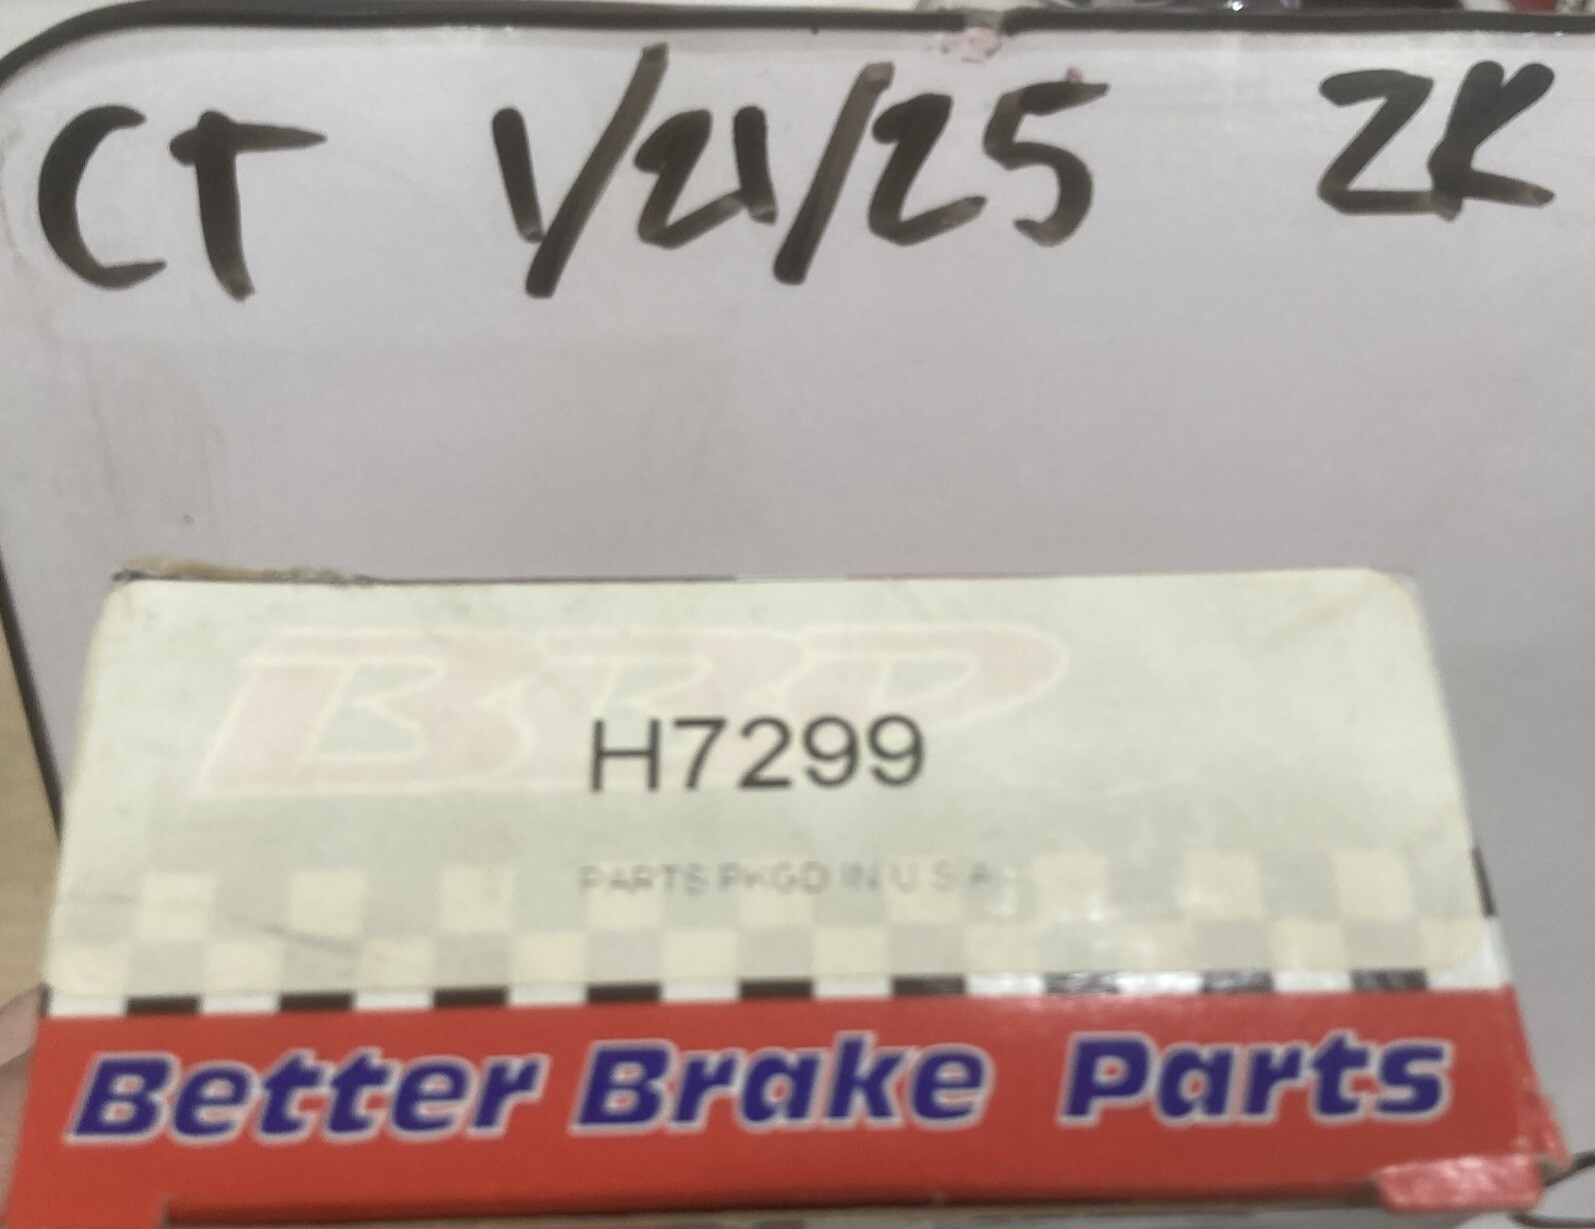 CT 1/21/25 ZK
BBP
H7299
PARTS PKGD IN U S A
Better Brake Parts